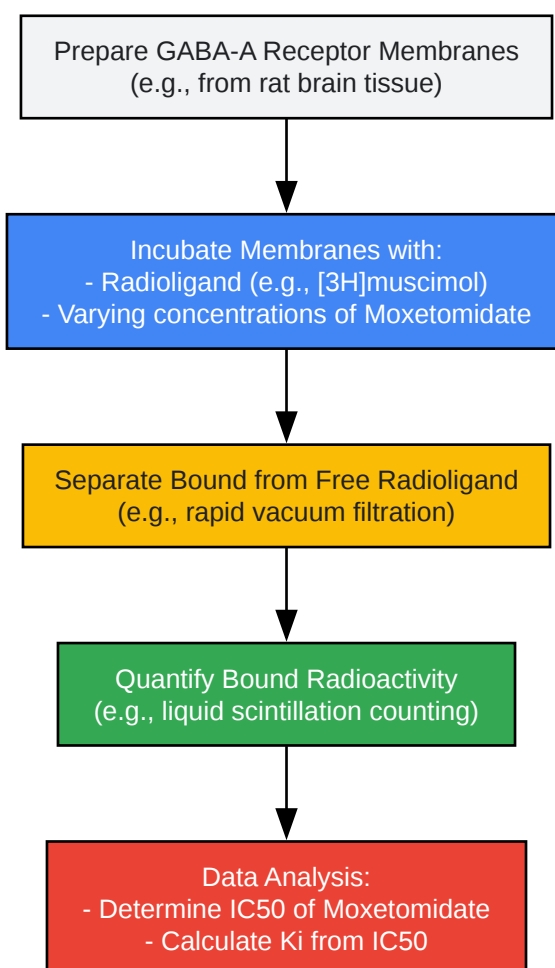 Prepare GABA-A Receptor Membranes
(e.g., from rat brain tissue)
Incubate Membranes with:
- Radioligand (e.g., [3H]muscimol)
- Varying concentrations of Moxetomidate
Separate Bound from Free Radioligand
(e.g., rapid vacuum filtration)
Quantify Bound Radioactivity
(e.g., liquid scintillation counting)
Data Analysis:
- Determine IC50 of Moxetomidate
- Calculate Ki from IC50